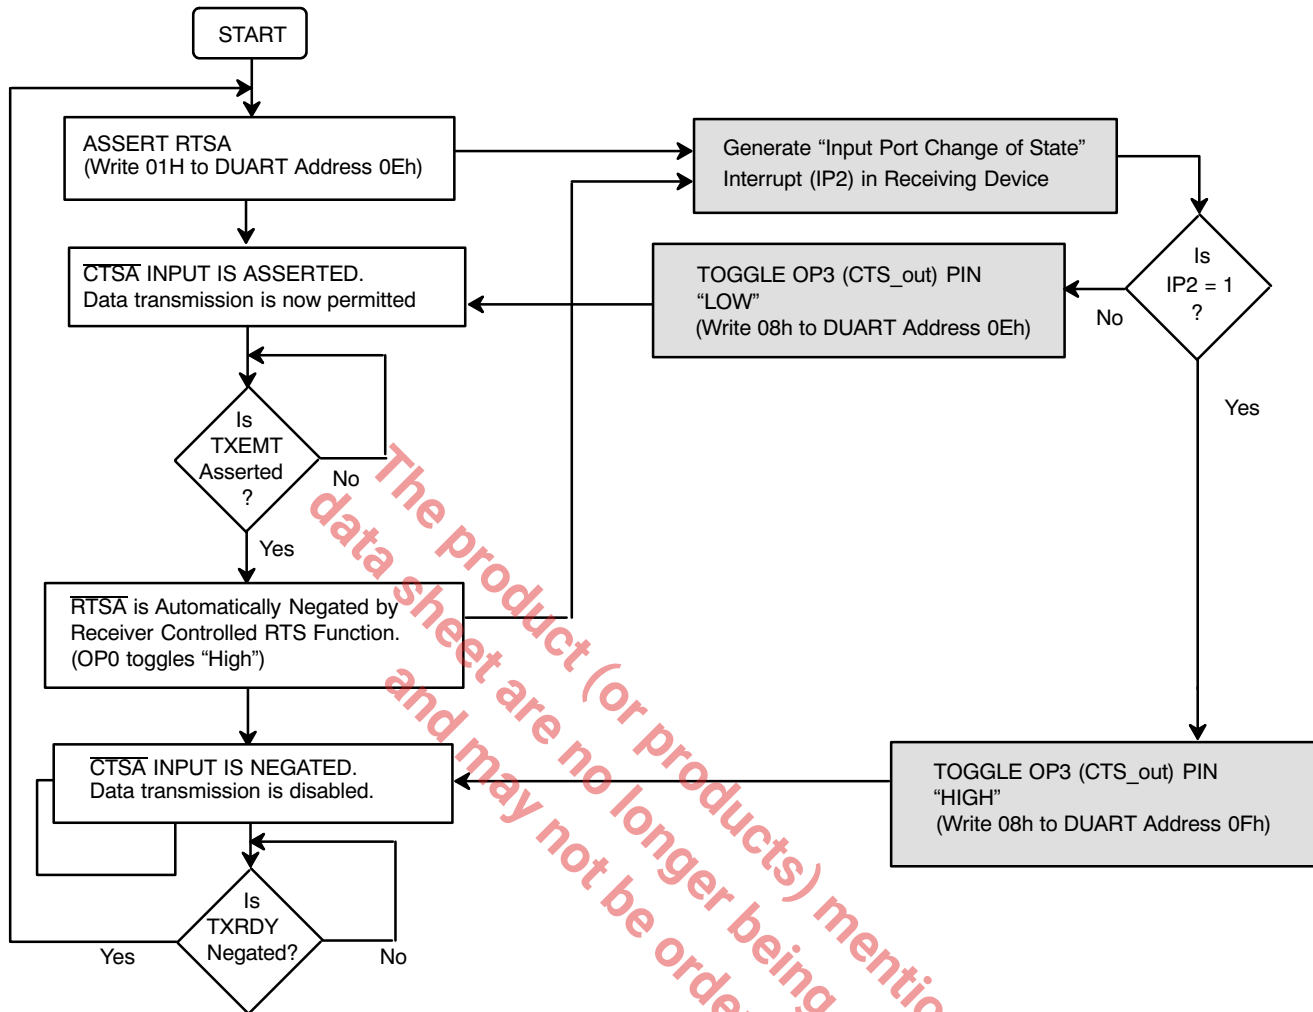 START
ASSERT RTSA
(Write 01H to DUART Address 0Eh)
Generate “Input Port Change of State”
Interrupt (IP2) in Receiving Device
CTSA INPUT IS ASSERTED.
Data transmission is now permitted
TOGGLE OP3 (CTS_out) PIN
“LOW”
(Write 08h to DUART Address 0Eh)
Is
IP2 = 1
?
No
Yes
Is
TXEMT
Asserted
?
No
Yes
RTSA is Automatically Negated by
Receiver Controlled RTS Function.
(OP0 toggles “High”)
CTSA INPUT IS NEGATED.
Data transmission is disabled.
TOGGLE OP3 (CTS_out) PIN
“HIGH”
(Write 08h to DUART Address 0Fh)
Is
TXRDY
Negated?
Yes
No
The product (or products) mentio
data sheet are no longer being
and may not be orde